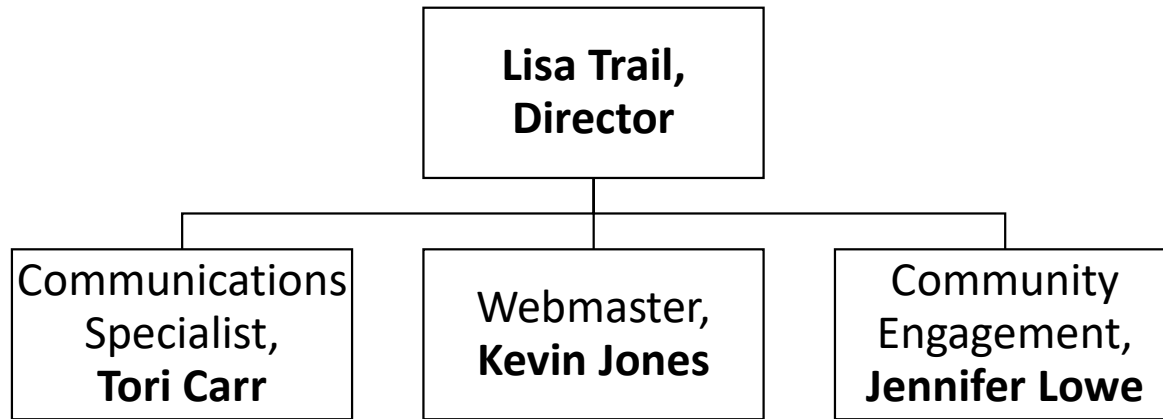 Lisa Trail,
Director
Communications
Specialist,
Tori Carr
Webmaster,
Kevin Jones
Community
Engagement,
Jennifer Lowe